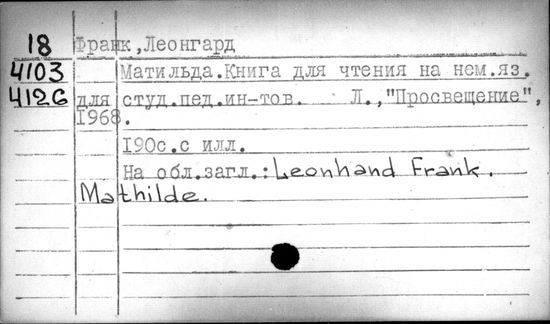 18 Франк,Леонгард
4103 Матильда.Книга для чтения на нем.яз.
4126 для студ.пед.ин-тов. Л.,"Просвещение",
1968.
190с.с илл.
На обл.загл.:Leonhand Frank.
Mathilde.